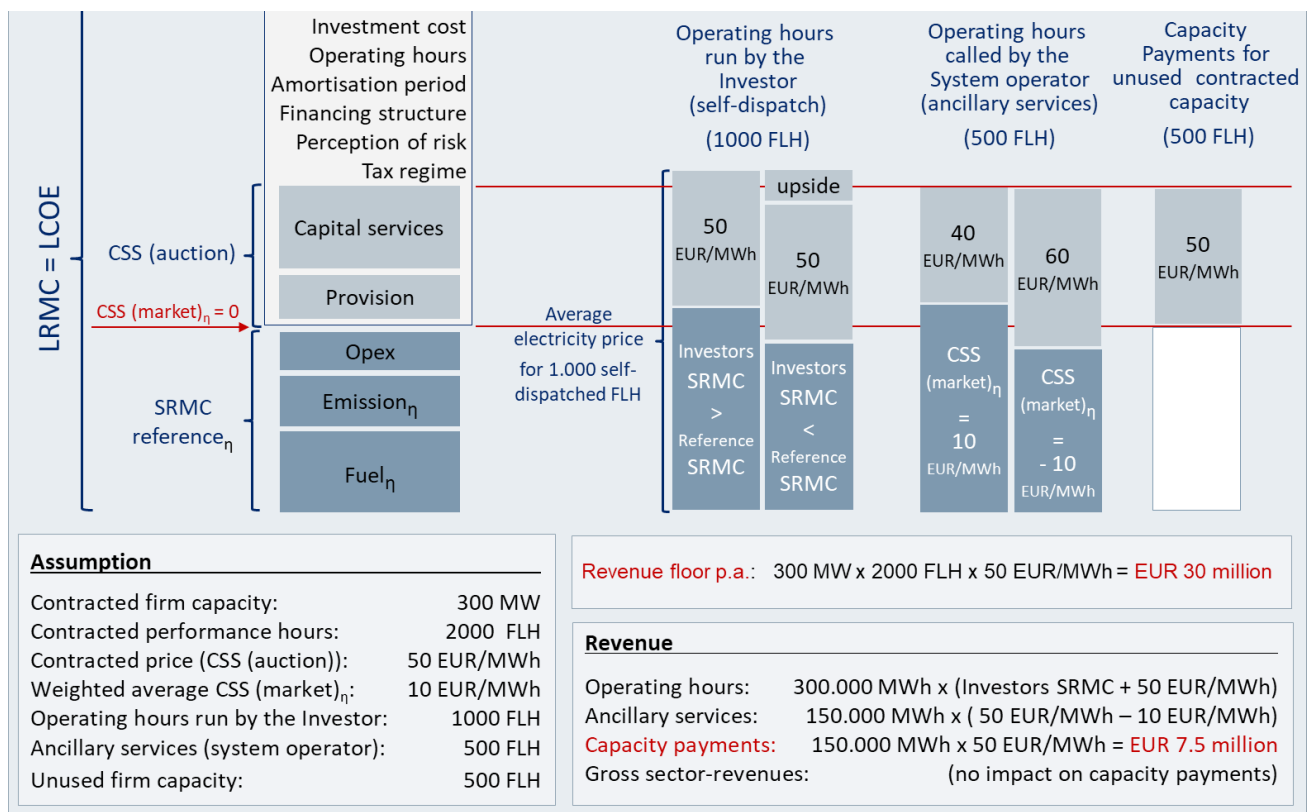 Investment cost
Operating hours
Amortisation period
Financing structure
Perception of risk
Tax regime
LRMC = LCOE
CSS (auction)
CSS (market)η = 0
SRMC
referenceη
Capital services
Provision
Opex
Emissionη
Fuelη
Operating hours
run by the
Investor
(self-dispatch)
(1000 FLH)
Operating hours
called by the
System operator
(ancillary services)
(500 FLH)
Capacity
Payments for
unused contracted
capacity
(500 FLH)
Average
electricity price
for 1.000 self-
dispatched FLH
50
EUR/MWh
Investors
SRMC
>
Reference
SRMC
upside
50
EUR/MWh
Investors
SRMC
<
Reference
SRMC
40
EUR/MWh
CSS
(market)η
=
10
EUR/MWh
60
EUR/MWh
CSS
(market)η
=
- 10
EUR/MWh
50
EUR/MWh
Assumption
Contracted firm capacity: 300 MW
Contracted performance hours: 2000 FLH
Contracted price (CSS (auction)): 50 EUR/MWh
Weighted average CSS (market)η: 10 EUR/MWh
Operating hours run by the Investor: 1000 FLH
Ancillary services (system operator): 500 FLH
Unused firm capacity: 500 FLH
Revenue floor p.a.: 300 MW x 2000 FLH x 50 EUR/MWh = EUR 30 million
Revenue
Operating hours: 300.000 MWh x (Investors SRMC + 50 EUR/MWh)
Ancillary services: 150.000 MWh x ( 50 EUR/MWh – 10 EUR/MWh)
Capacity payments: 150.000 MWh x 50 EUR/MWh = EUR 7.5 million
Gross sector-revenues: (no impact on capacity payments)